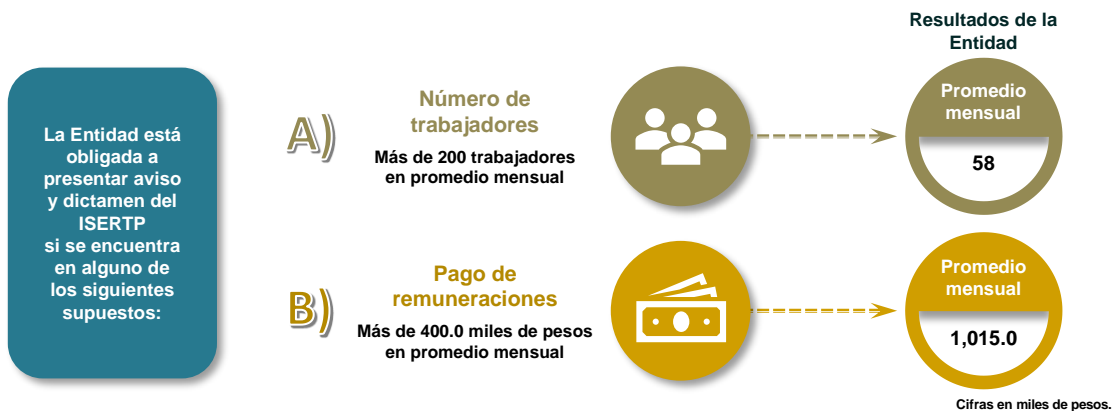 La Entidad está
obligada a
presentar aviso
y dictamen del
ISERTP
si se encuentra
en alguno de
los siguientes
supuestos:
A)
Número de
trabajadores
Más de 200 trabajadores
en promedio mensual
Resultados de la
Entidad
Promedio
mensual
58
B)
Pago de
remuneraciones
Más de 400.0 miles de pesos
en promedio mensual
Promedio
mensual
1,015.0
Cifras en miles de pesos.